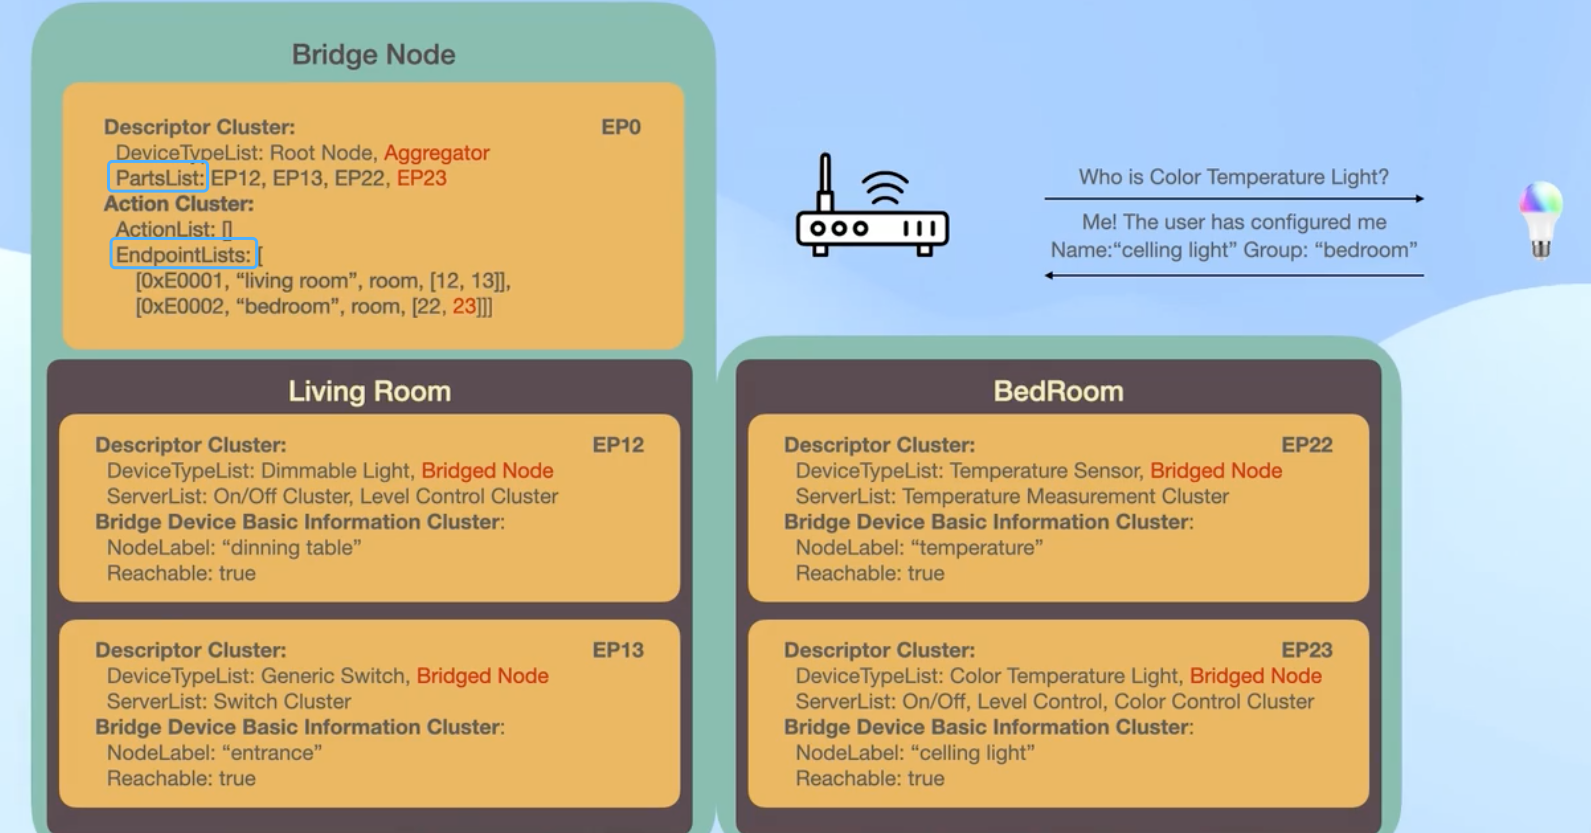 Bridge Node
Descriptor Cluster: EP0
DeviceTypeList: Root Node, Aggregator
PartsList: EP12, EP13, EP22, EP23
Action Cluster:
ActionList: []
EndpointLists: [
[0xE0001, “living room”, room, [12, 13]],
[0xE0002, “bedroom”, room, [22, 23]]]
Who is Color Temperature Light?
Me! The user has configured me
Name:“celling light” Group: “bedroom”
Living Room
Descriptor Cluster: EP12
DeviceTypeList: Dimmable Light, Bridged Node
ServerList: On/Off Cluster, Level Control Cluster
Bridge Device Basic Information Cluster:
NodeLabel: “dinning table”
Reachable: true
Descriptor Cluster: EP13
DeviceTypeList: Generic Switch, Bridged Node
ServerList: Switch Cluster
Bridge Device Basic Information Cluster:
NodeLabel: “entrance”
Reachable: true
BedRoom
Descriptor Cluster: EP22
DeviceTypeList: Temperature Sensor, Bridged Node
ServerList: Temperature Measurement Cluster
Bridge Device Basic Information Cluster:
NodeLabel: “temperature”
Reachable: true
Descriptor Cluster: EP23
DeviceTypeList: Color Temperature Light, Bridged Node
ServerList: On/Off, Level Control, Color Control Cluster
Bridge Device Basic Information Cluster:
NodeLabel: “celling light”
Reachable: true